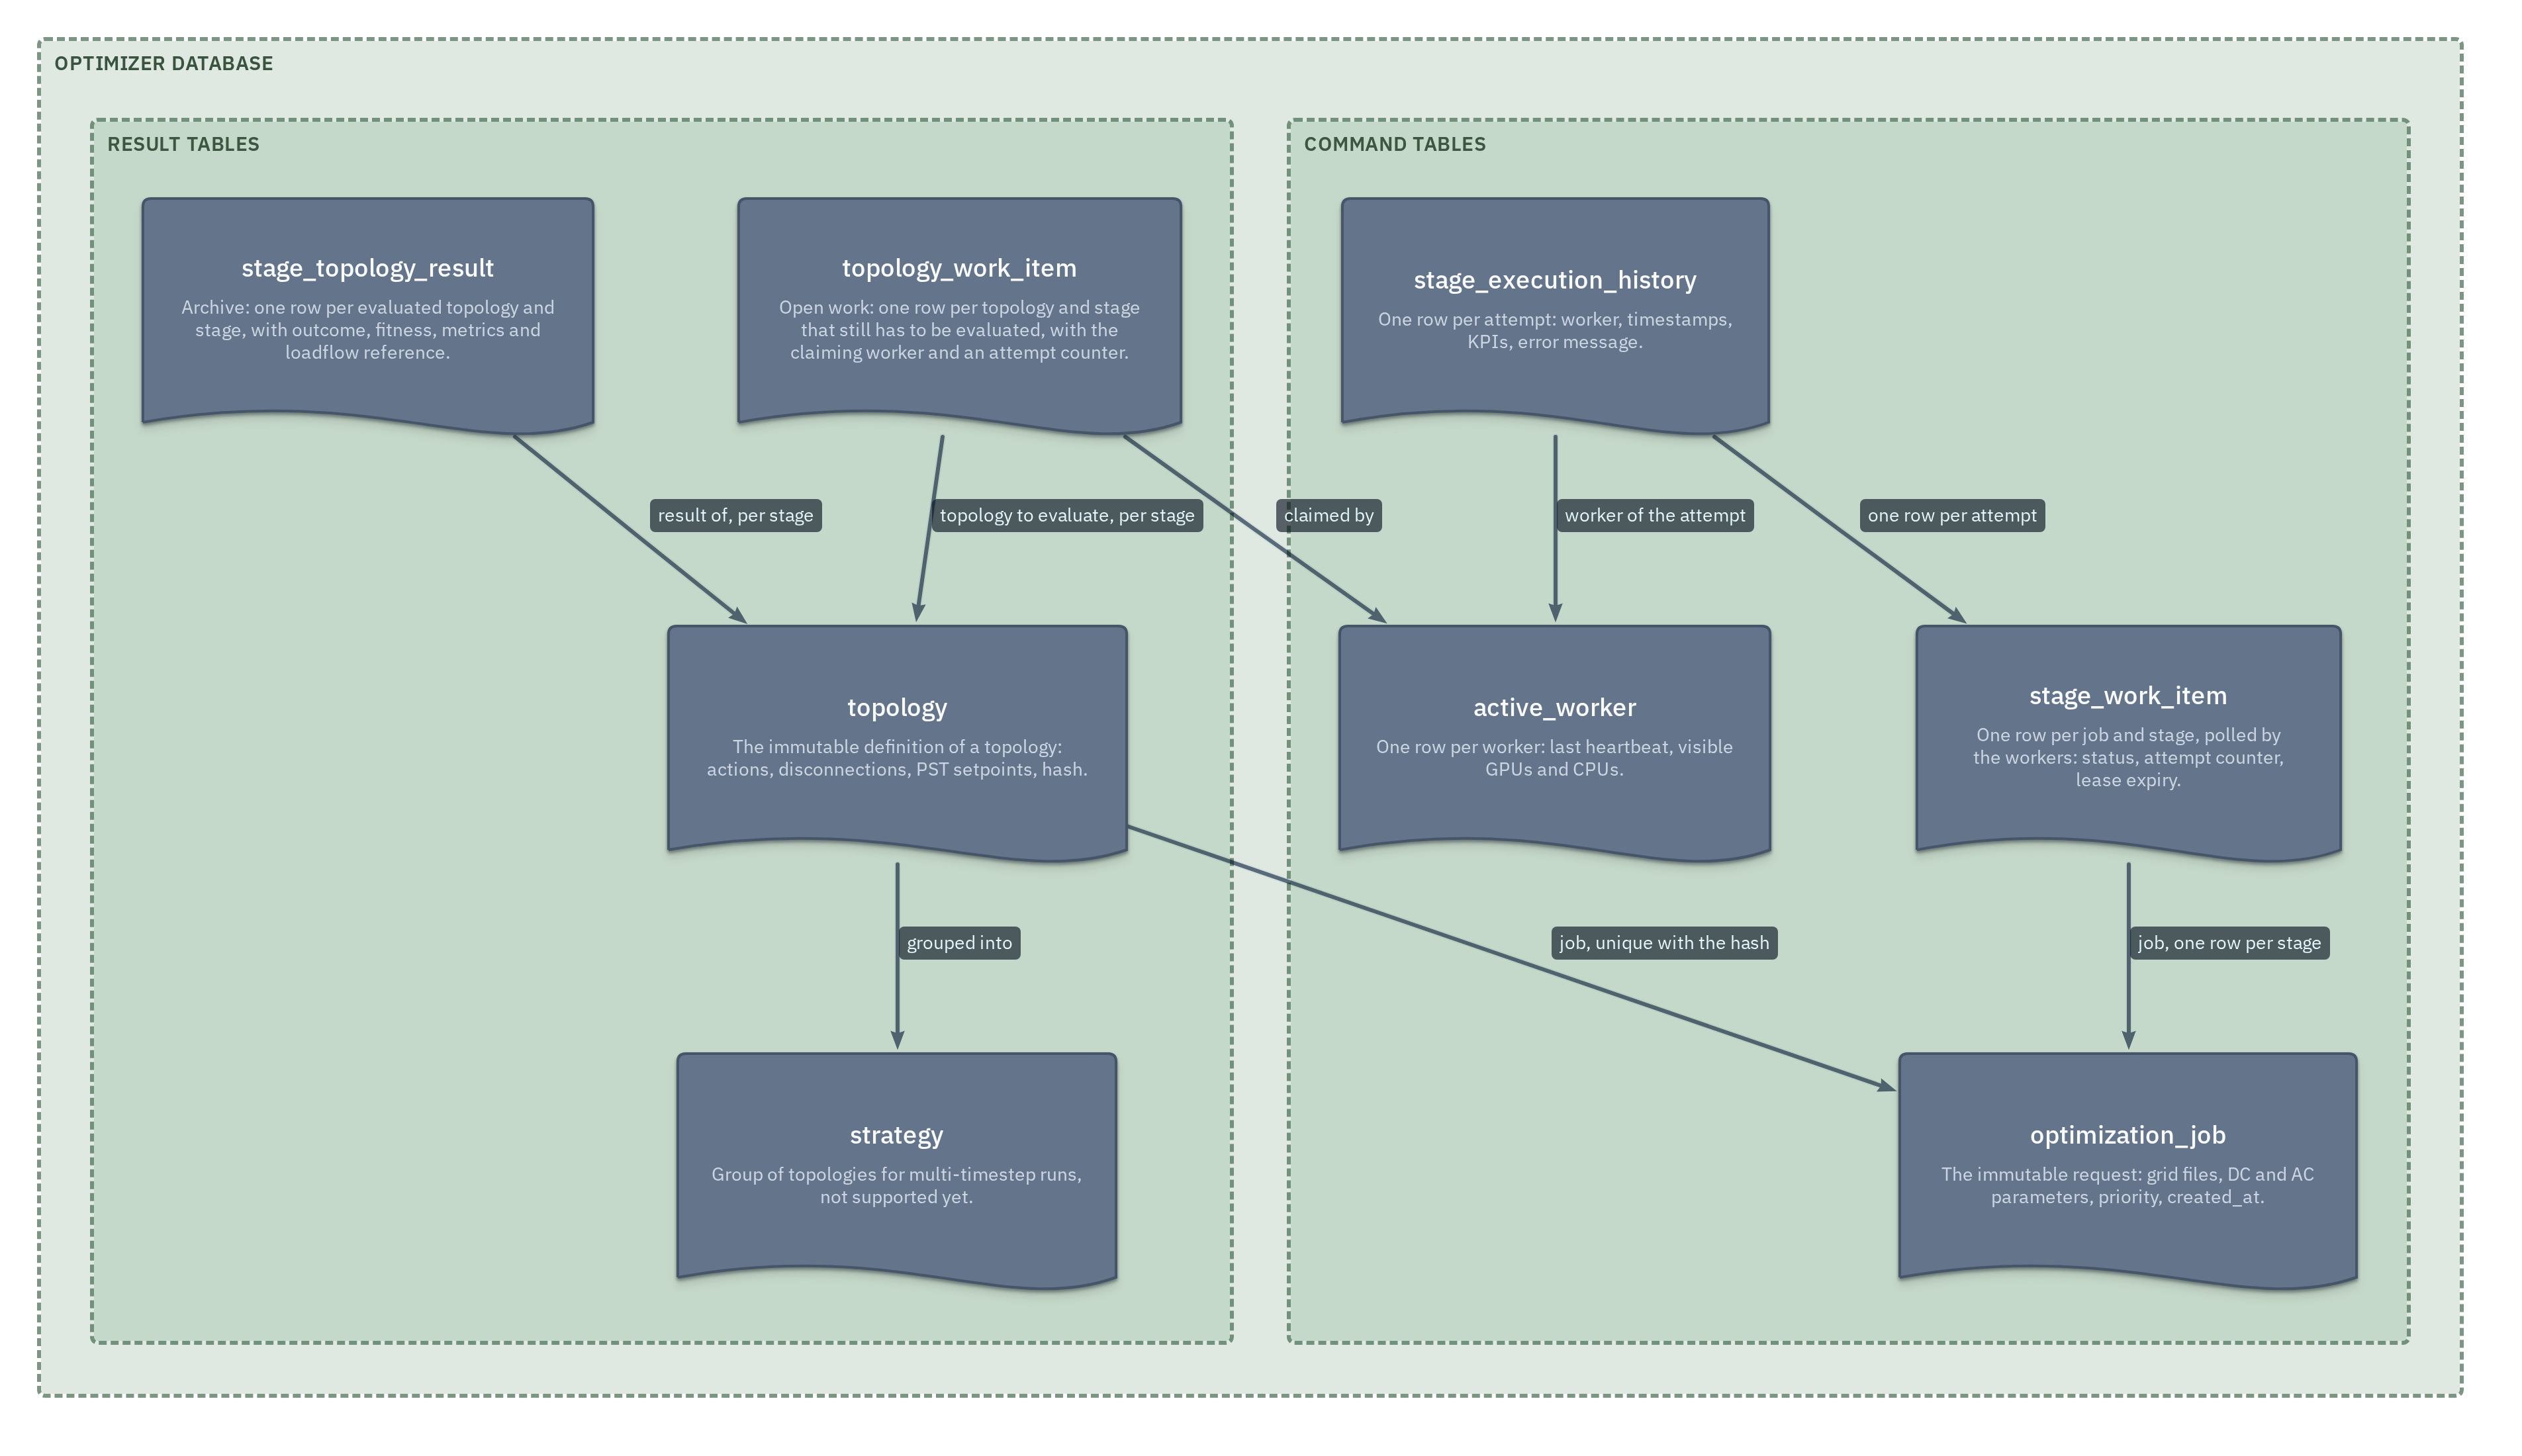 OPTIMIZER DATABASE
RESULT TABLES
COMMAND TABLES
stage_topology_result
Archive: one row per evaluated topology and
stage, with outcome, fitness, metrics and
loadflow reference.
topology_work_item
Open work: one row per topology and stage
that still has to be evaluated, with the
claiming worker and an attempt counter.
stage_execution_history
One row per attempt: worker, timestamps,
KPIs, error message.
result of, per stage
topology to evaluate, per stage
claimed by
worker of the attempt
one row per attempt
topology
The immutable definition of a topology:
actions, disconnections, PST setpoints, hash.
active_worker
One row per worker: last heartbeat, visible
GPUs and CPUs.
stage_work_item
One row per job and stage, polled by
the workers: status, attempt counter,
lease expiry.
grouped into
job, unique with the hash
job, one row per stage
strategy
Group of topologies for multi-timestep runs,
not supported yet.
optimization_job
The immutable request: grid files, DC and AC
parameters, priority, created_at.